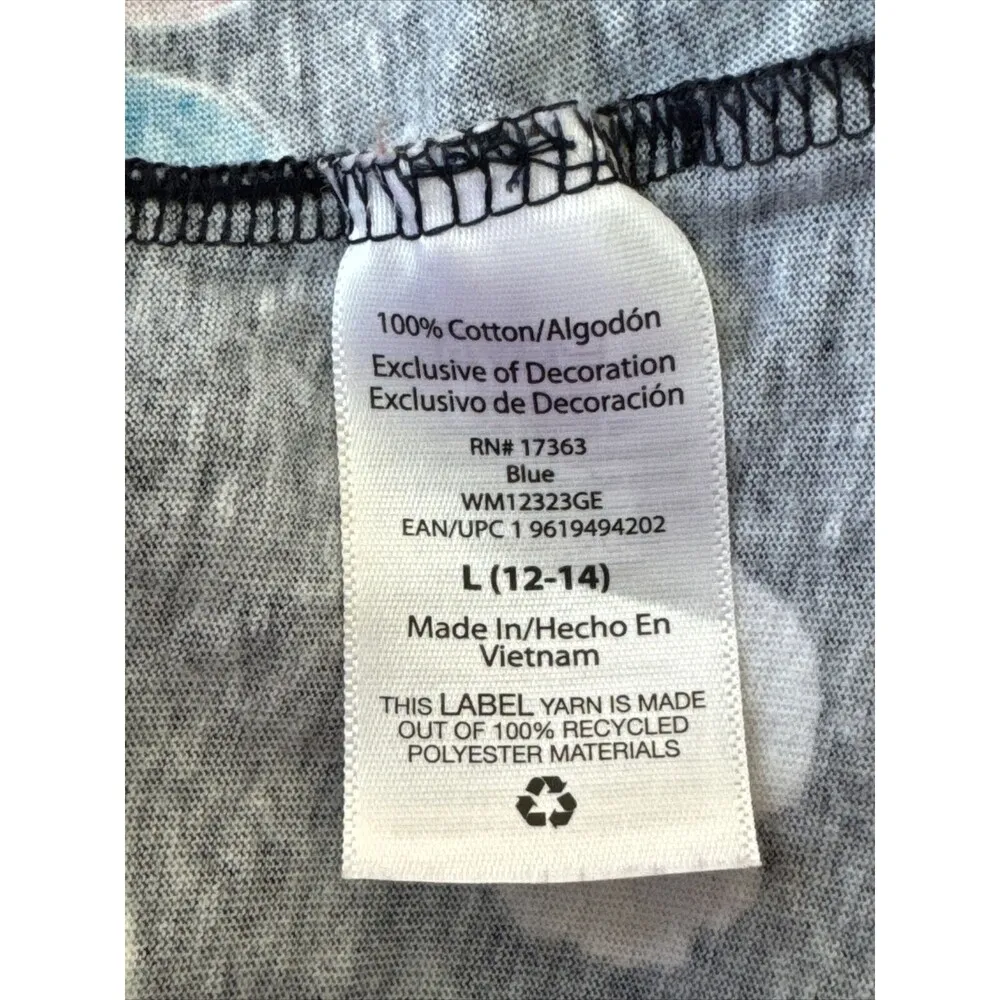 100% Cotton/Algodón
Exclusive of Decoration
Exclusivo de Decoración
RN# 17363
Blue
WM12323GE
EAN/UPC 1 9619494202
L (12-14)
Made In/Hecho En
Vietnam
THIS LABEL YARN IS MADE
OUT OF 100% RECYCLED
POLYESTER MATERIALS